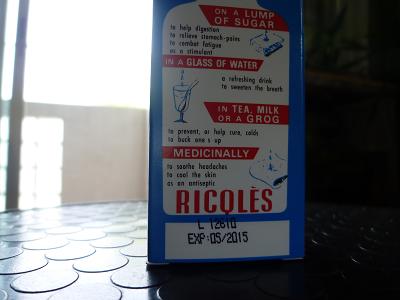 ON A LUMP
OF SUGAR
to help digestion
to relieve stomach-pains
to combat fatigue
as a stimulant
IN A GLASS OF WATER
a refreshing drink
to sweeten the breath
IN TEA, MILK
OR A GROG
to prevent, or help cure, colds
to buck one s up
MEDICINALLY
to soothe headaches
to cool the skin
as an antiseptic
RICQLÈS
L 12610
EXP:05/2015